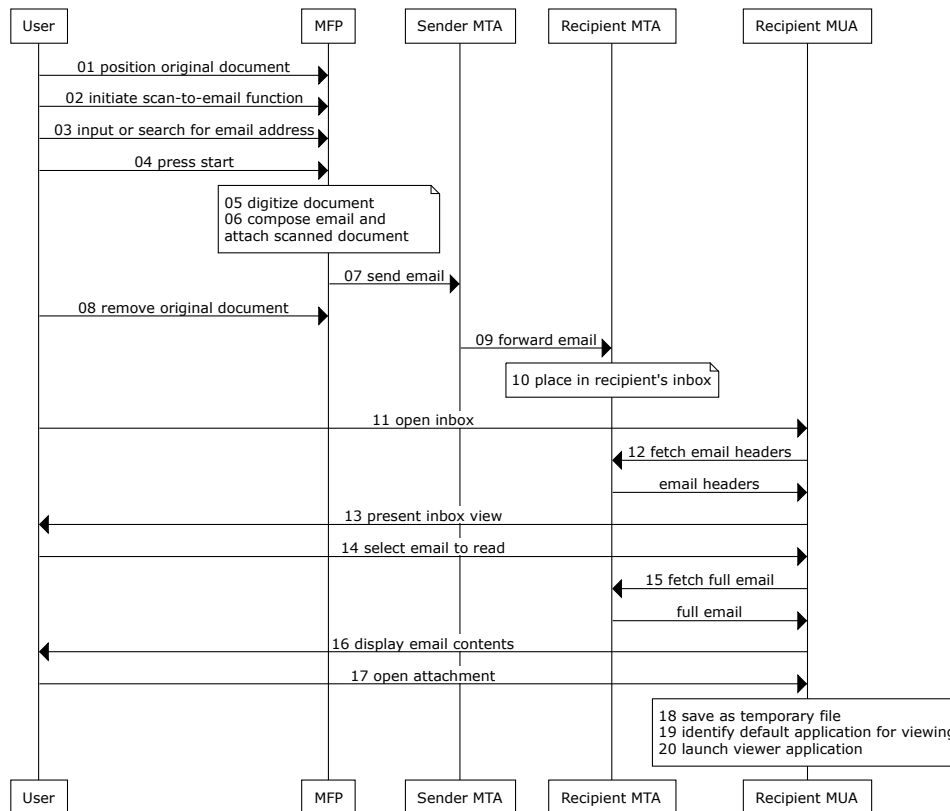 User
MFP
Sender MTA
Recipient MTA
Recipient MUA
01 position original document
02 initiate scan-to-email function
03 input or search for email address
04 press start
05 digitize document
06 compose email and
attach scanned document
07 send email
08 remove original document
09 forward email
10 place in recipient's inbox
11 open inbox
12 fetch email headers
email headers
13 present inbox view
14 select email to read
15 fetch full email
full email
16 display email contents
17 open attachment
18 save as temporary file
19 identify default application for viewing
20 launch viewer application
User
MFP
Sender MTA
Recipient MTA
Recipient MUA